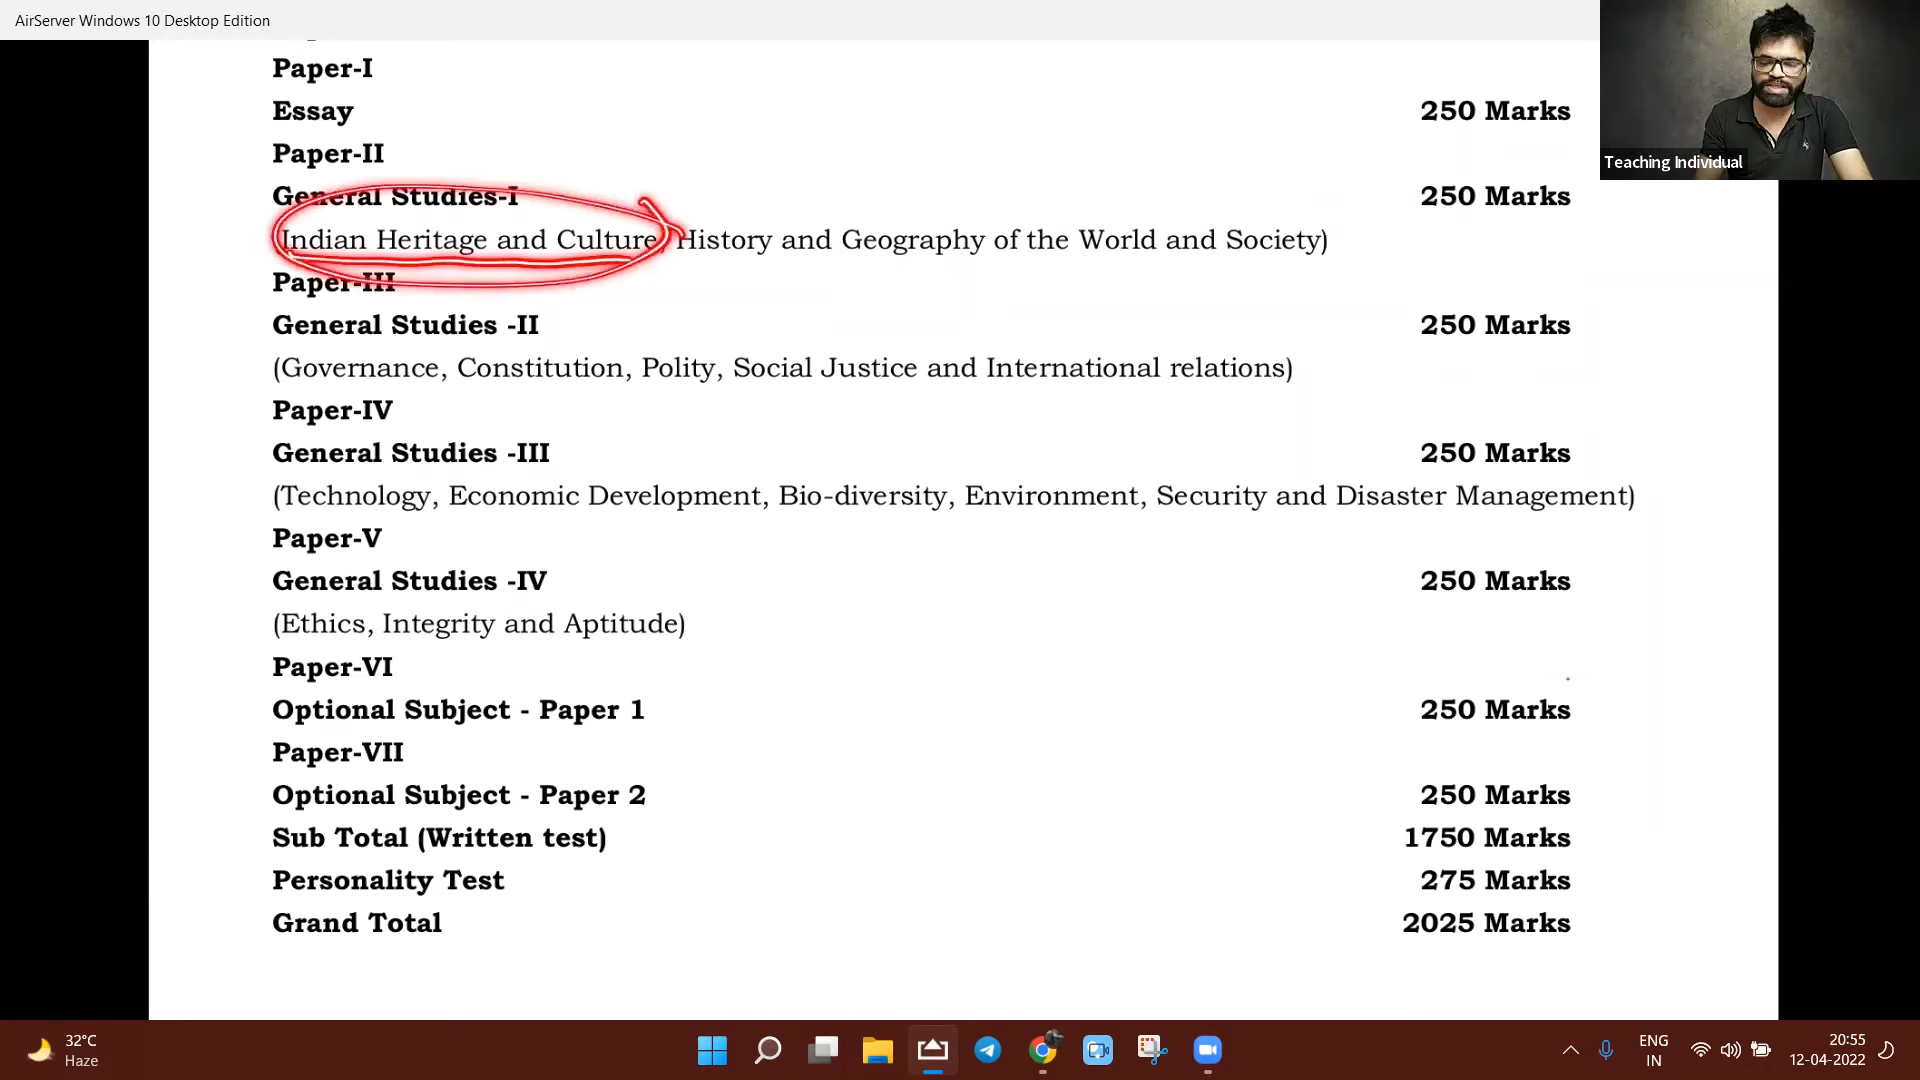 AirServer Windows 10 Desktop Edition
Paper-I
Essay 250 Marks
Paper-II
General Studies-I 250 Marks
Indian Heritage and Culture, History and Geography of the World and Society)
Paper-III
General Studies -II 250 Marks
(Governance, Constitution, Polity, Social Justice and International relations)
Paper-IV
General Studies -III 250 Marks
(Technology, Economic Development, Bio-diversity, Environment, Security and Disaster Management)
Paper-V
General Studies -IV 250 Marks
(Ethics, Integrity and Aptitude)
Paper-VI
Optional Subject - Paper 1 250 Marks
Paper-VII
Optional Subject - Paper 2 250 Marks
Sub Total (Written test) 1750 Marks
Personality Test 275 Marks
Grand Total 2025 Marks
Teaching Individual
32°C
Haze
ENG
IN
20:55
12-04-2022